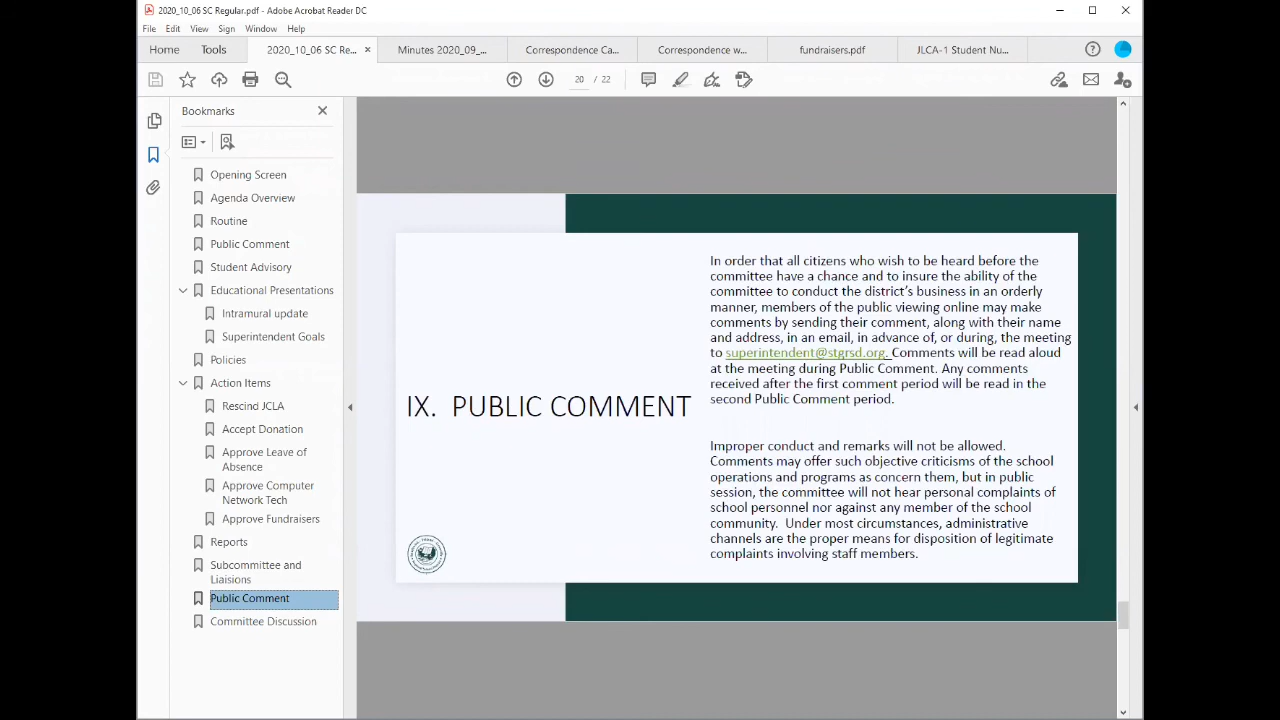 2020_10_06 SC Regular.pdf - Adobe Acrobat Reader DC
File Edit View Sign Window Help
Home Tools 2020_10_06 SC Re... Minutes 2020_09_... Correspondence Ca... Correspondence w... fundraisers.pdf JLCA-1 Student Nu...
20 / 22
Bookmarks
Opening Screen
Agenda Overview
Routine
Public Comment
Student Advisory
Educational Presentations
Intramural update
Superintendent Goals
Policies
Action Items
Rescind JCLA
Accept Donation
Approve Leave of
Absence
Approve Computer
Network Tech
Approve Fundraisers
Reports
Subcommittee and
Liaisions
Public Comment
Committee Discussion
IX. PUBLIC COMMENT
In order that all citizens who wish to be heard before the
committee have a chance and to insure the ability of the
committee to conduct the district's business in an orderly
manner, members of the public viewing online may make
comments by sending their comment, along with their name
and address, in an email, in advance of, or during, the meeting
to superintendent@stgrsd.org. Comments will be read aloud
at the meeting during Public Comment. Any comments
received after the first comment period will be read in the
second Public Comment period.
Improper conduct and remarks will not be allowed.
Comments may offer such objective criticisms of the school
operations and programs as concern them, but in public
session, the committee will not hear personal complaints of
school personnel nor against any member of the school
community. Under most circumstances, administrative
channels are the proper means for disposition of legitimate
complaints involving staff members.